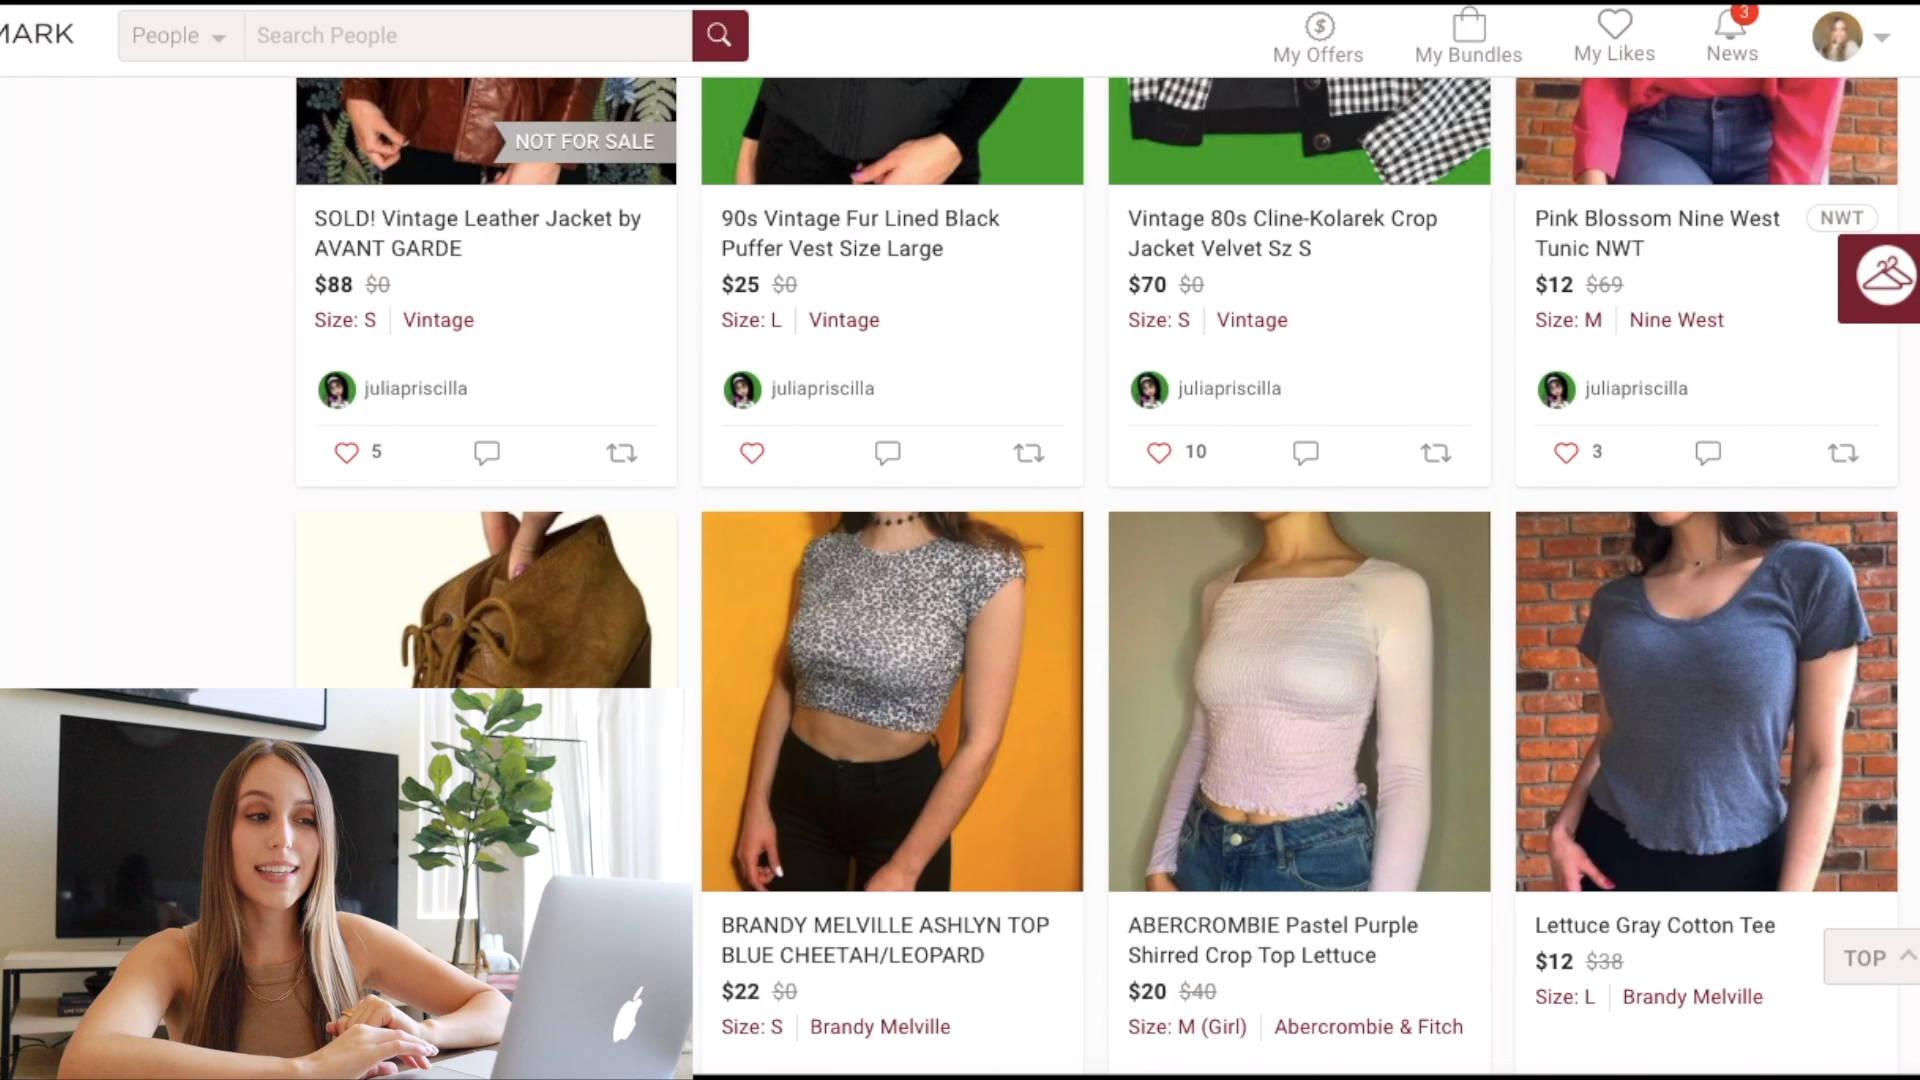 MARK
People
Search People
My Offers
My Bundles
My Likes
3
News
NOT FOR SALE
SOLD! Vintage Leather Jacket by
AVANT GARDE
$88 $0
Size: S Vintage
juliapriscilla
5
90s Vintage Fur Lined Black
Puffer Vest Size Large
$25 $0
Size: L Vintage
juliapriscilla
Vintage 80s Cline-Kolarek Crop
Jacket Velvet Sz S
$70 $0
Size: S Vintage
juliapriscilla
10
Pink Blossom Nine West
Tunic NWT
NWT
$12 $69
Size: M Nine West
juliapriscilla
3
BRANDY MELVILLE ASHLYN TOP
BLUE CHEETAH/LEOPARD
$22 $0
Size: S Brandy Melville
ABERCROMBIE Pastel Purple
Shirred Crop Top Lettuce
$20 $40
Size: M (Girl) Abercrombie & Fitch
Lettuce Gray Cotton Tee
$12 $38
Size: L Brandy Melville
TOP